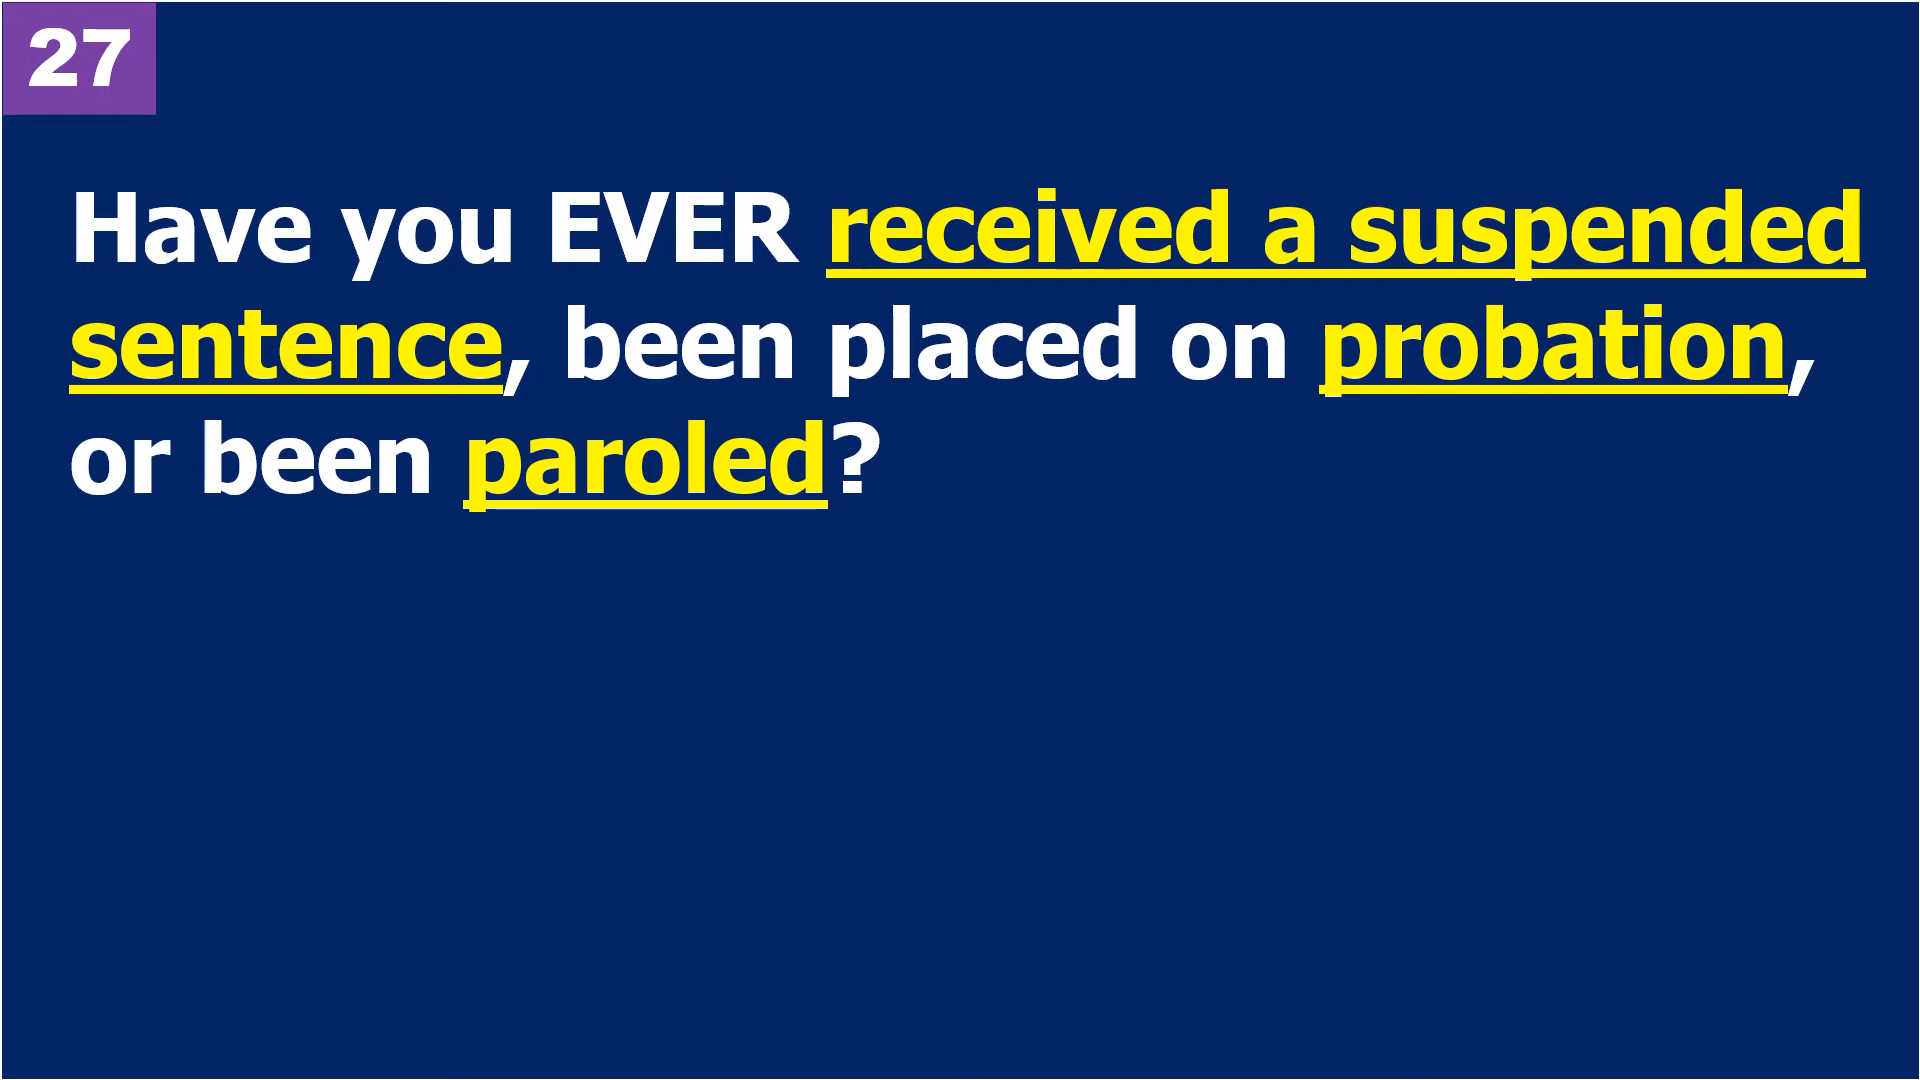 27
Have you EVER received a suspended
sentence, been placed on probation,
or been paroled?